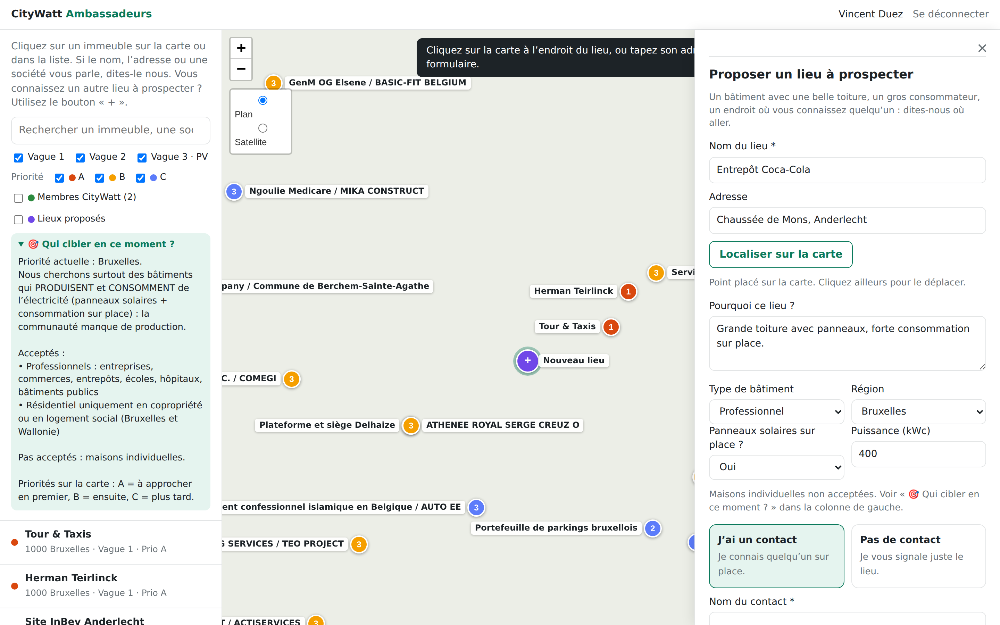 CityWatt Ambassadeurs
Vincent Duez Se déconnecter
Cliquez sur un immeuble sur la carte ou
dans la liste. Si le nom, l’adresse ou une
société vous parle, dites-le nous. Vous
connaissez un autre lieu à prospecter ?
Utilisez le bouton « + ».
Rechercher un immeuble, une soc
Vague 1 Vague 2 Vague 3 · PV
Priorité A B C
Membres CityWatt (2)
Lieux proposés
🎯 Qui cibler en ce moment ?
Priorité actuelle : Bruxelles.
Nous cherchons surtout des bâtiments
qui PRODUISENT et CONSOMMENT de
l’électricité (panneaux solaires +
consommation sur place) : la
communauté manque de production.
Acceptés :
• Professionnels : entreprises,
commerces, entrepôts, écoles, hôpitaux,
bâtiments publics
• Résidentiel uniquement en copropriété
ou en logement social (Bruxelles et
Wallonie)
Pas acceptés : maisons individuelles.
Priorités sur la carte : A = à approcher
en premier, B = ensuite, C = plus tard.
Tour & Taxis
1000 Bruxelles · Vague 1 · Prio A
Herman Teirlinck
1000 Bruxelles · Vague 1 · Prio A
Site InBev Anderlecht
+
−
Plan
Satellite
Cliquez sur la carte à l’endroit du lieu, ou tapez son adr
formulaire.
3 GenM OG Elsene / BASIC-FIT BELGIUM
3 Ngoulie Medicare / MIKA CONSTRUCT
3 Servi
pany / Commune de Berchem-Sainte-Agathe
Herman Teirlinck 1
Tour & Taxis 1
+ Nouveau lieu
C. / COMEGI 3
Plateforme et siège Delhaize 3 ATHENEE ROYAL SERGE CREUZ O
ent confessionnel islamique en Belgique / AUTO EE 3
Portefeuille de parkings bruxellois 2
G SERVICES / TEO PROJECT 3
T / ACTISERVICES 3
×
Proposer un lieu à prospecter
Un bâtiment avec une belle toiture, un gros consommateur,
un endroit où vous connaissez quelqu’un : dites-nous où
aller.
Nom du lieu *
Entrepôt Coca-Cola
Adresse
Chaussée de Mons, Anderlecht
Localiser sur la carte
Point placé sur la carte. Cliquez ailleurs pour le déplacer.
Pourquoi ce lieu ?
Grande toiture avec panneaux, forte consommation
sur place.
Type de bâtiment Région
Professionnel Bruxelles
Panneaux solaires sur
place ?
Puissance (kWc)
Oui
400
Maisons individuelles non acceptées. Voir « 🎯 Qui cibler en
ce moment ? » dans la colonne de gauche.
J’ai un contact
Je connais quelqu’un sur
place.
Pas de contact
Je vous signale juste le
lieu.
Nom du contact *